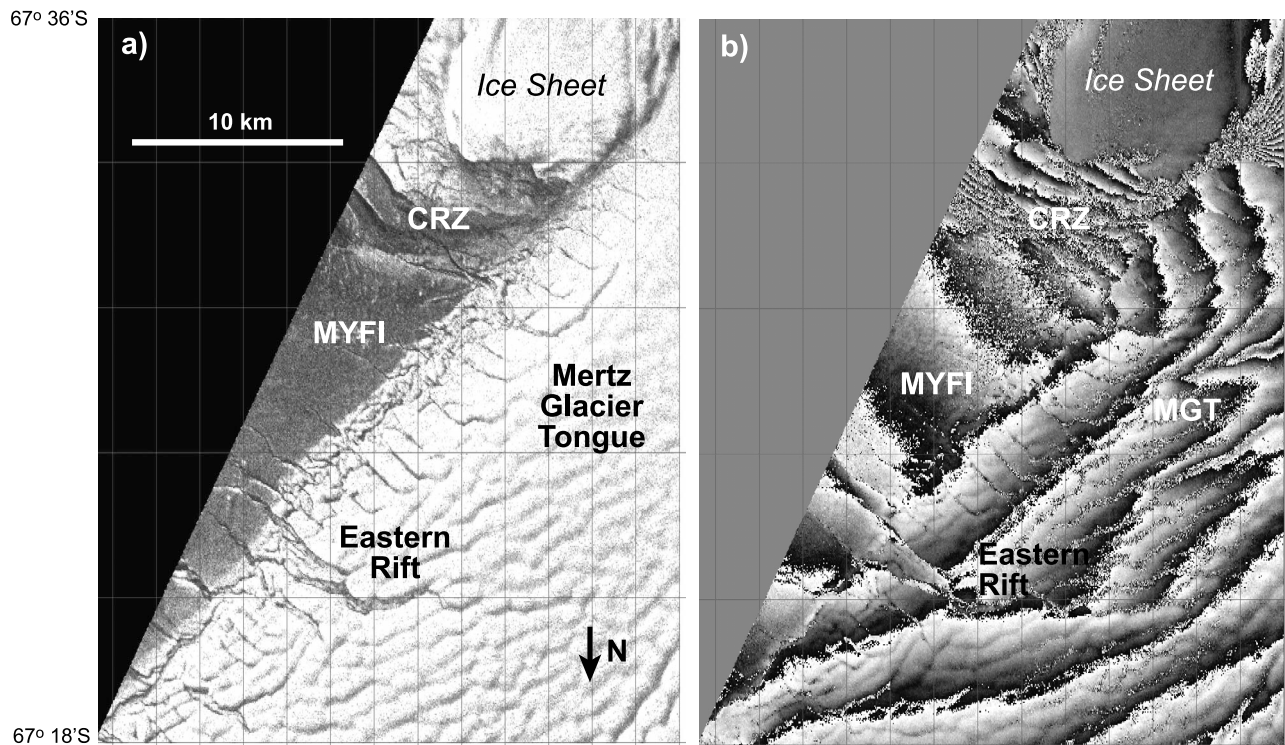 67° 36'S
a)
Ice Sheet
10 km
CRZ
MYFI
Mertz
Glacier
Tongue
Eastern
Rift
N
67° 18'S
b)
Ice Sheet
CRZ
MYFI
MGT
Eastern
Rift